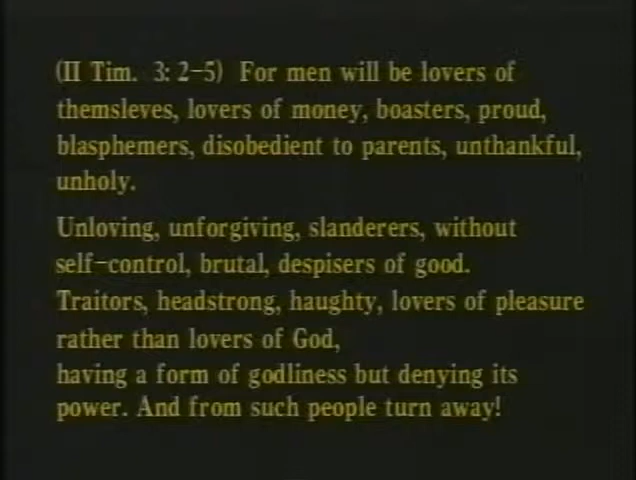 (II Tim. 3: 2-5) For men will be lovers of
themsleves, lovers of money, boasters, proud,
blasphemers, disobedient to parents, unthankful,
unholy.
Unloving, unforgiving, slanderers, without
self-control, brutal, despisers of good.
Traitors, headstrong, haughty, lovers of pleasure
rather than lovers of God,
having a form of godliness but denying its
power. And from such people turn away!